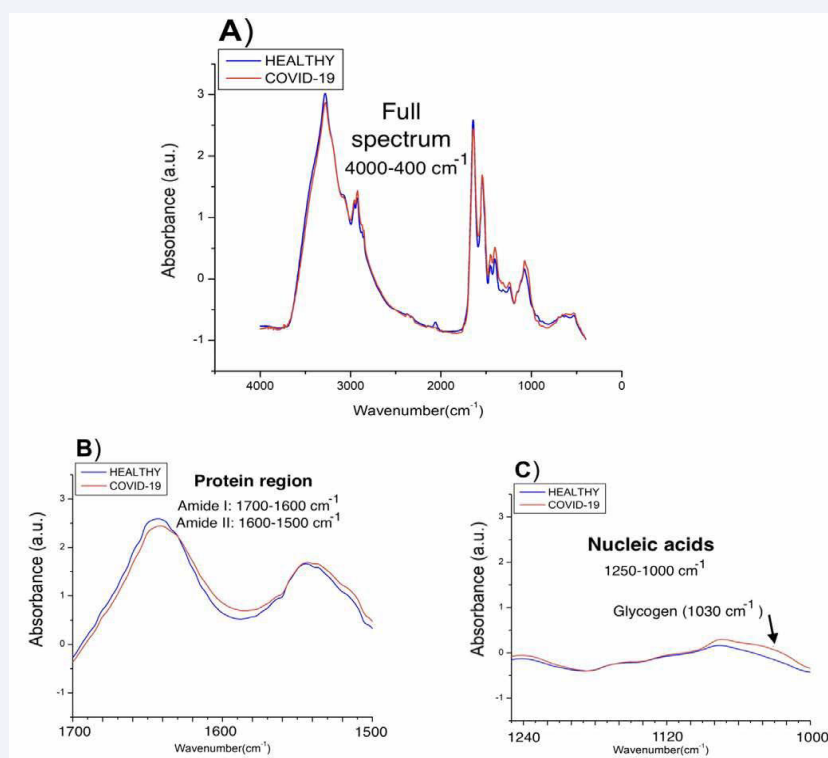 A)
HEALTHY
COVID-19
Full
spectrum
4000-400 cm⁻¹
Absorbance (a.u.)
3
2
1
0
-1
4000 3000 2000 1000 0
Wavenumber(cm⁻¹)
B)
HEALTHY
COVID-19
Protein region
Amide I: 1700-1600 cm⁻¹
Amide II: 1600-1500 cm⁻¹
Absorbance (a.u.)
3
2
1
0
-1
1700 1600 1500
Wavenumber(cm⁻¹)
C)
HEALTHY
COVID-19
Nucleic acids
1250-1000 cm⁻¹
Glycogen (1030 cm⁻¹)
Absorbance (a.u.)
3
2
1
0
-1
1240 1120 1000
Wavenumber(cm⁻¹)